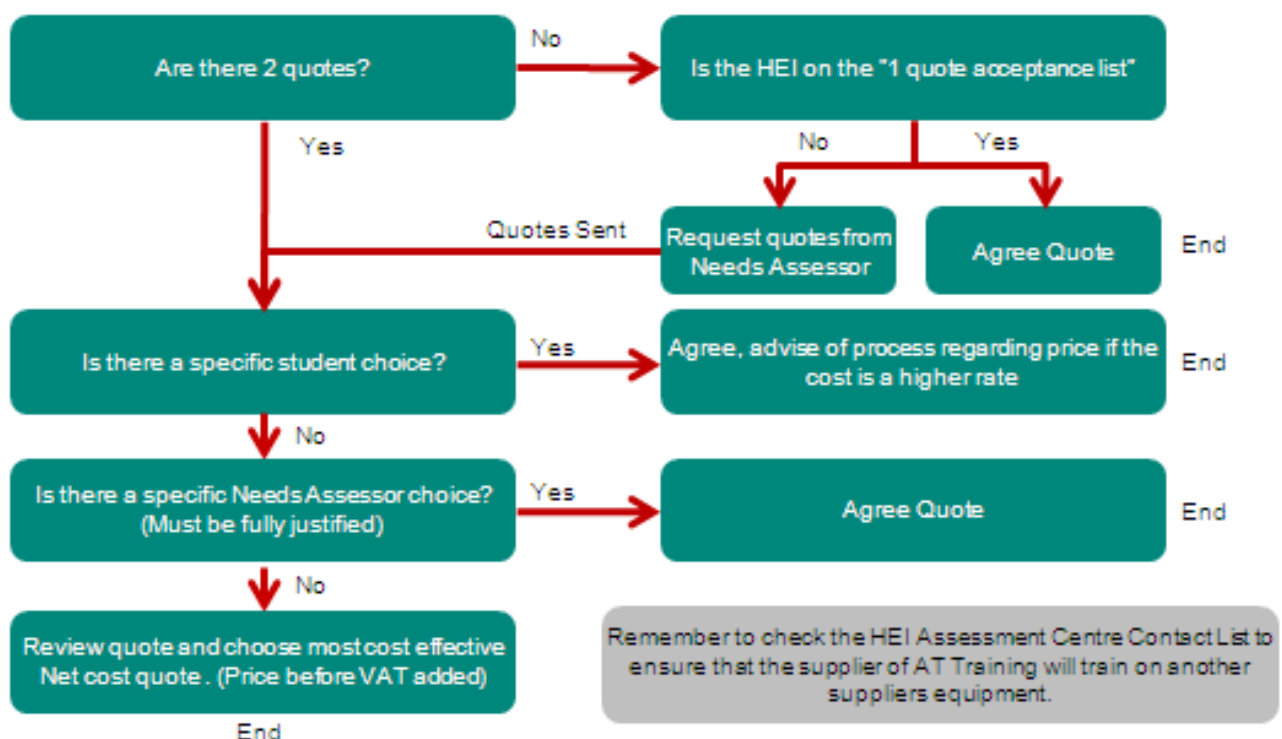 Are there 2 quotes?
No
Is the HEI on the "1 quote acceptance list"
Yes
No
Yes
Quotes Sent
Request quotes from
Needs Assessor
Agree Quote
End
Is there a specific student choice?
Yes
Agree, advise of process regarding price if the
cost is a higher rate
End
No
Is there a specific Needs Assessor choice?
(Must be fully justified)
Yes
Agree Quote
End
No
Review quote and choose most cost effective
Net cost quote . (Price before VAT added)
End
Remember to check the HEI Assessment Centre Contact List to
ensure that the supplier of AT Training will train on another
suppliers equipment.